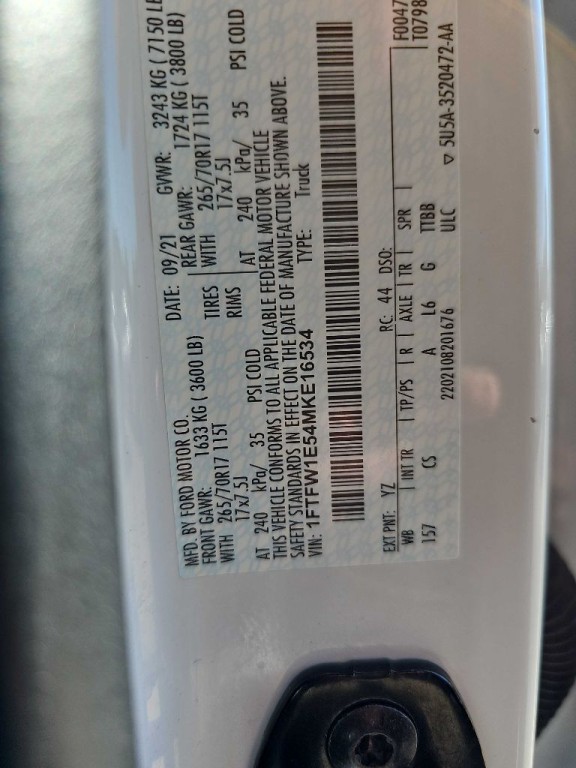 MFD. BY FORD MOTOR CO.
DATE: 09/21 GVWR: 3243 KG ( 7150 LB
FRONT GAWR: 1633 KG ( 3600 LB) REAR GAWR: 1724 KG ( 3800 LB)
WITH 265/70R17 115T TIRES WITH 265/70R17 115T
17x7.5J RIMS 17x7.5J
AT 240 kPa/ 35 PSI COLD AT 240 kPa/ 35 PSI COLD
THIS VEHICLE CONFORMS TO ALL APPLICABLE FEDERAL MOTOR VEHICLE
SAFETY STANDARDS IN EFFECT ON THE DATE OF MANUFACTURE SHOWN ABOVE.
VIN: 1FTFW1E54MKE16534 TYPE: Truck
F0047
T0798
EXT PNT: YZ RC: 44 DSO:
WB INT TR TP/PS R AXLE TR SPR
157 CS A L6 G TTBB
2202108201676 ULC ▽ 5U5A-3520472-AA